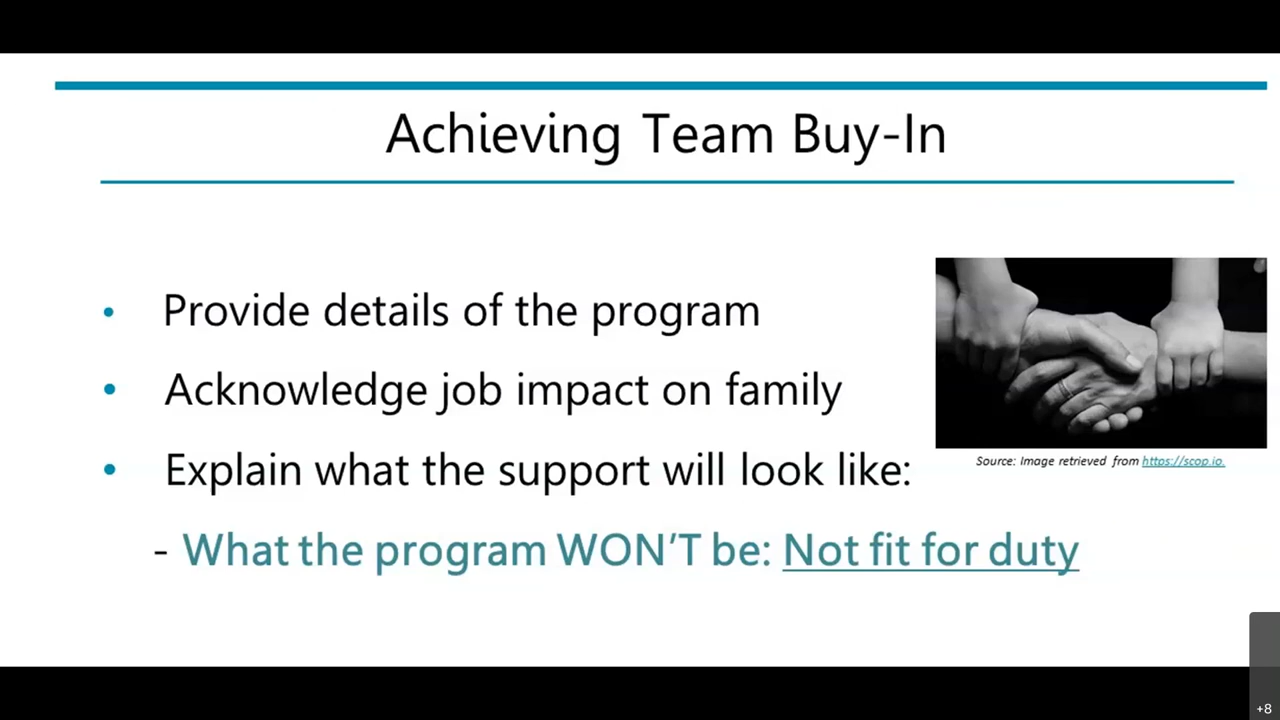 Achieving Team Buy-In
• Provide details of the program
• Acknowledge job impact on family
• Explain what the support will look like:
- What the program WON'T be: Not fit for duty
Source: Image retrieved from https://scop.io.
+8